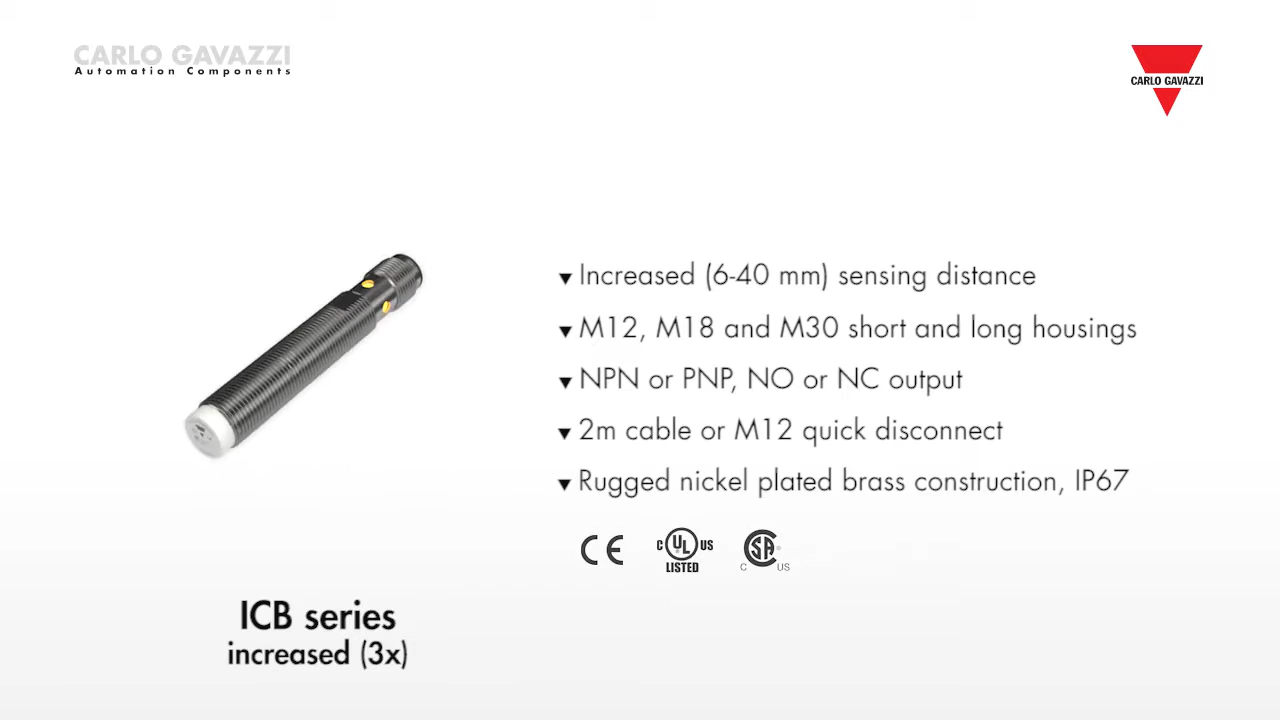 CARLO GAVAZZI
Automation Components
CARLO GAVAZZI
Increased (6-40 mm) sensing distance
M12, M18 and M30 short and long housings
NPN or PNP, NO or NC output
2m cable or M12 quick disconnect
Rugged nickel plated brass construction, IP67
CE C UL US LISTED C SA US
ICB series
increased (3x)